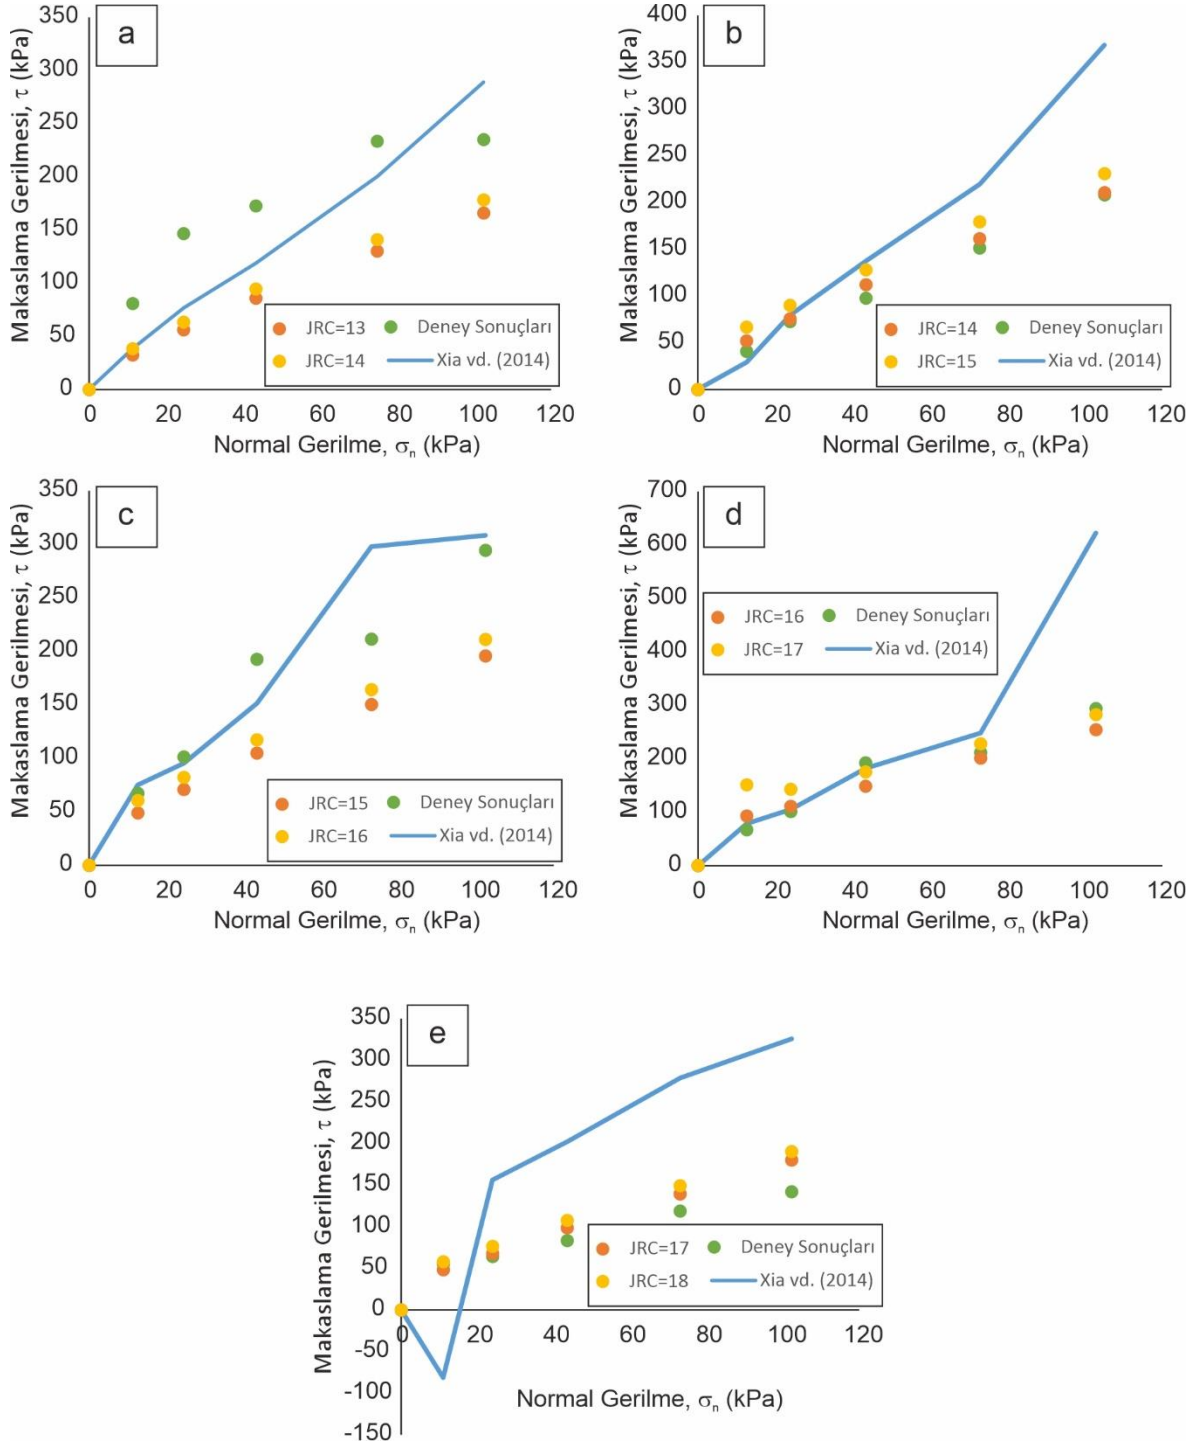 a
Makaslama Gerilmesi, τ (kPa)
350
300
250
200
150
100
50
0
0 20 40 60 80 100 120
Normal Gerilme, σn (kPa)
JRC=13 Deney Sonuçları
JRC=14 Xia vd. (2014)
b
Makaslama Gerilmesi, τ (kPa)
400
350
300
250
200
150
100
50
0
0 20 40 60 80 100 120
Normal Gerilme, σn (kPa)
JRC=14 Deney Sonuçları
JRC=15 Xia vd. (2014)
c
Makaslama Gerilmesi, τ (kPa)
350
300
250
200
150
100
50
0
0 20 40 60 80 100 120
Normal Gerilme, σn (kPa)
JRC=15 Deney Sonuçları
JRC=16 Xia vd. (2014)
d
Makaslama Gerilmesi, τ (kPa)
700
600
500
400
300
200
100
0
0 20 40 60 80 100 120
Normal Gerilme, σn (kPa)
JRC=16 Deney Sonuçları
JRC=17 Xia vd. (2014)
e
Makaslama Gerilmesi, τ (kPa)
350
300
250
200
150
100
50
0
-50
-100
-150
0 20 40 60 80 100 120
Normal Gerilme, σn (kPa)
JRC=17 Deney Sonuçları
JRC=18 Xia vd. (2014)